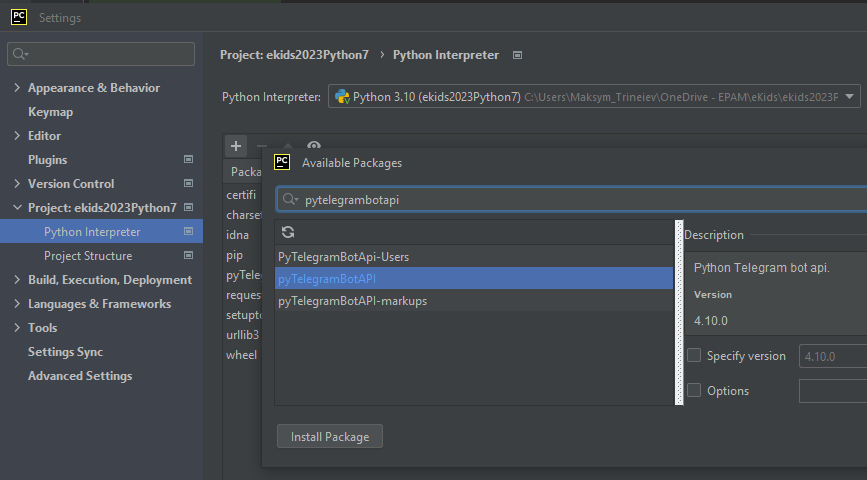 PC Settings
Project: ekids2023Python7 › Python Interpreter
Appearance & Behavior
Keymap
Editor
Plugins
Version Control
Project: ekids2023Python7
Python Interpreter
Project Structure
Build, Execution, Deployment
Languages & Frameworks
Tools
Settings Sync
Advanced Settings
Python Interpreter: Python 3.10 (ekids2023Python7) C:\Users\Maksym_Trineiev\OneDrive - EPAM\eKids\ekids2023P
Packa
certifi
charset
idna
pip
pyTele
reques
setupto
urllib3
wheel
PC Available Packages
pytelegrambotapi
PyTelegramBotApi-Users
pyTelegramBotAPI
pyTelegramBotAPI-markups
Description
Python Telegram bot api.
Version
4.10.0
Specify version 4.10.0
Options
Install Package